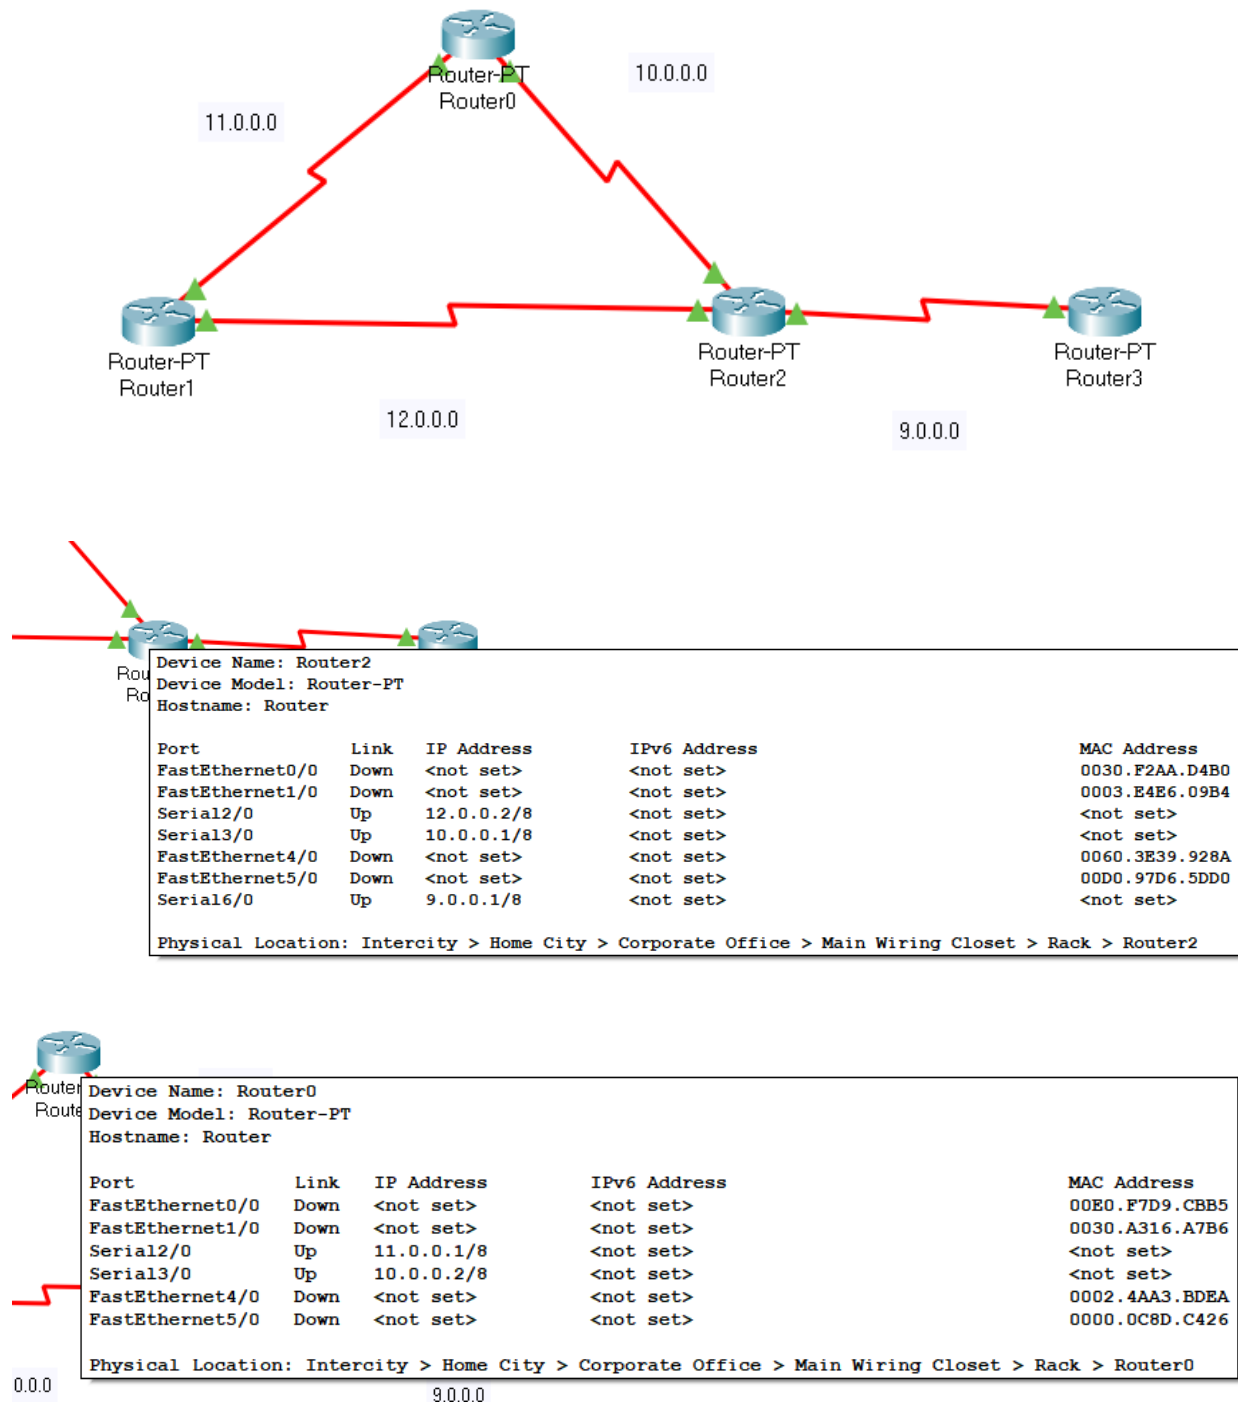 Router-PT
Router0
10.0.0.0
11.0.0.0
Router-PT
Router1
Router-PT
Router2
Router-PT
Router3
12.0.0.0
9.0.0.0
Rou
Ro
Device Name: Router2
Device Model: Router-PT
Hostname: Router
Port Link IP Address IPv6 Address MAC Address
FastEthernet0/0 Down <not set> <not set> 0030.F2AA.D4B0
FastEthernet1/0 Down <not set> <not set> 0003.E4E6.09B4
Serial2/0 Up 12.0.0.2/8 <not set> <not set>
Serial3/0 Up 10.0.0.1/8 <not set> <not set>
FastEthernet4/0 Down <not set> <not set> 0060.3E39.928A
FastEthernet5/0 Down <not set> <not set> 00D0.97D6.5DD0
Serial6/0 Up 9.0.0.1/8 <not set> <not set>
Physical Location: Intercity > Home City > Corporate Office > Main Wiring Closet > Rack > Router2
Router
Route
Device Name: Router0
Device Model: Router-PT
Hostname: Router
Port Link IP Address IPv6 Address MAC Address
FastEthernet0/0 Down <not set> <not set> 00E0.F7D9.CBB5
FastEthernet1/0 Down <not set> <not set> 0030.A316.A7B6
Serial2/0 Up 11.0.0.1/8 <not set> <not set>
Serial3/0 Up 10.0.0.2/8 <not set> <not set>
FastEthernet4/0 Down <not set> <not set> 0002.4AA3.BDEA
FastEthernet5/0 Down <not set> <not set> 0000.0C8D.C426
Physical Location: Intercity > Home City > Corporate Office > Main Wiring Closet > Rack > Router0
0.0.0
9.0.0.0